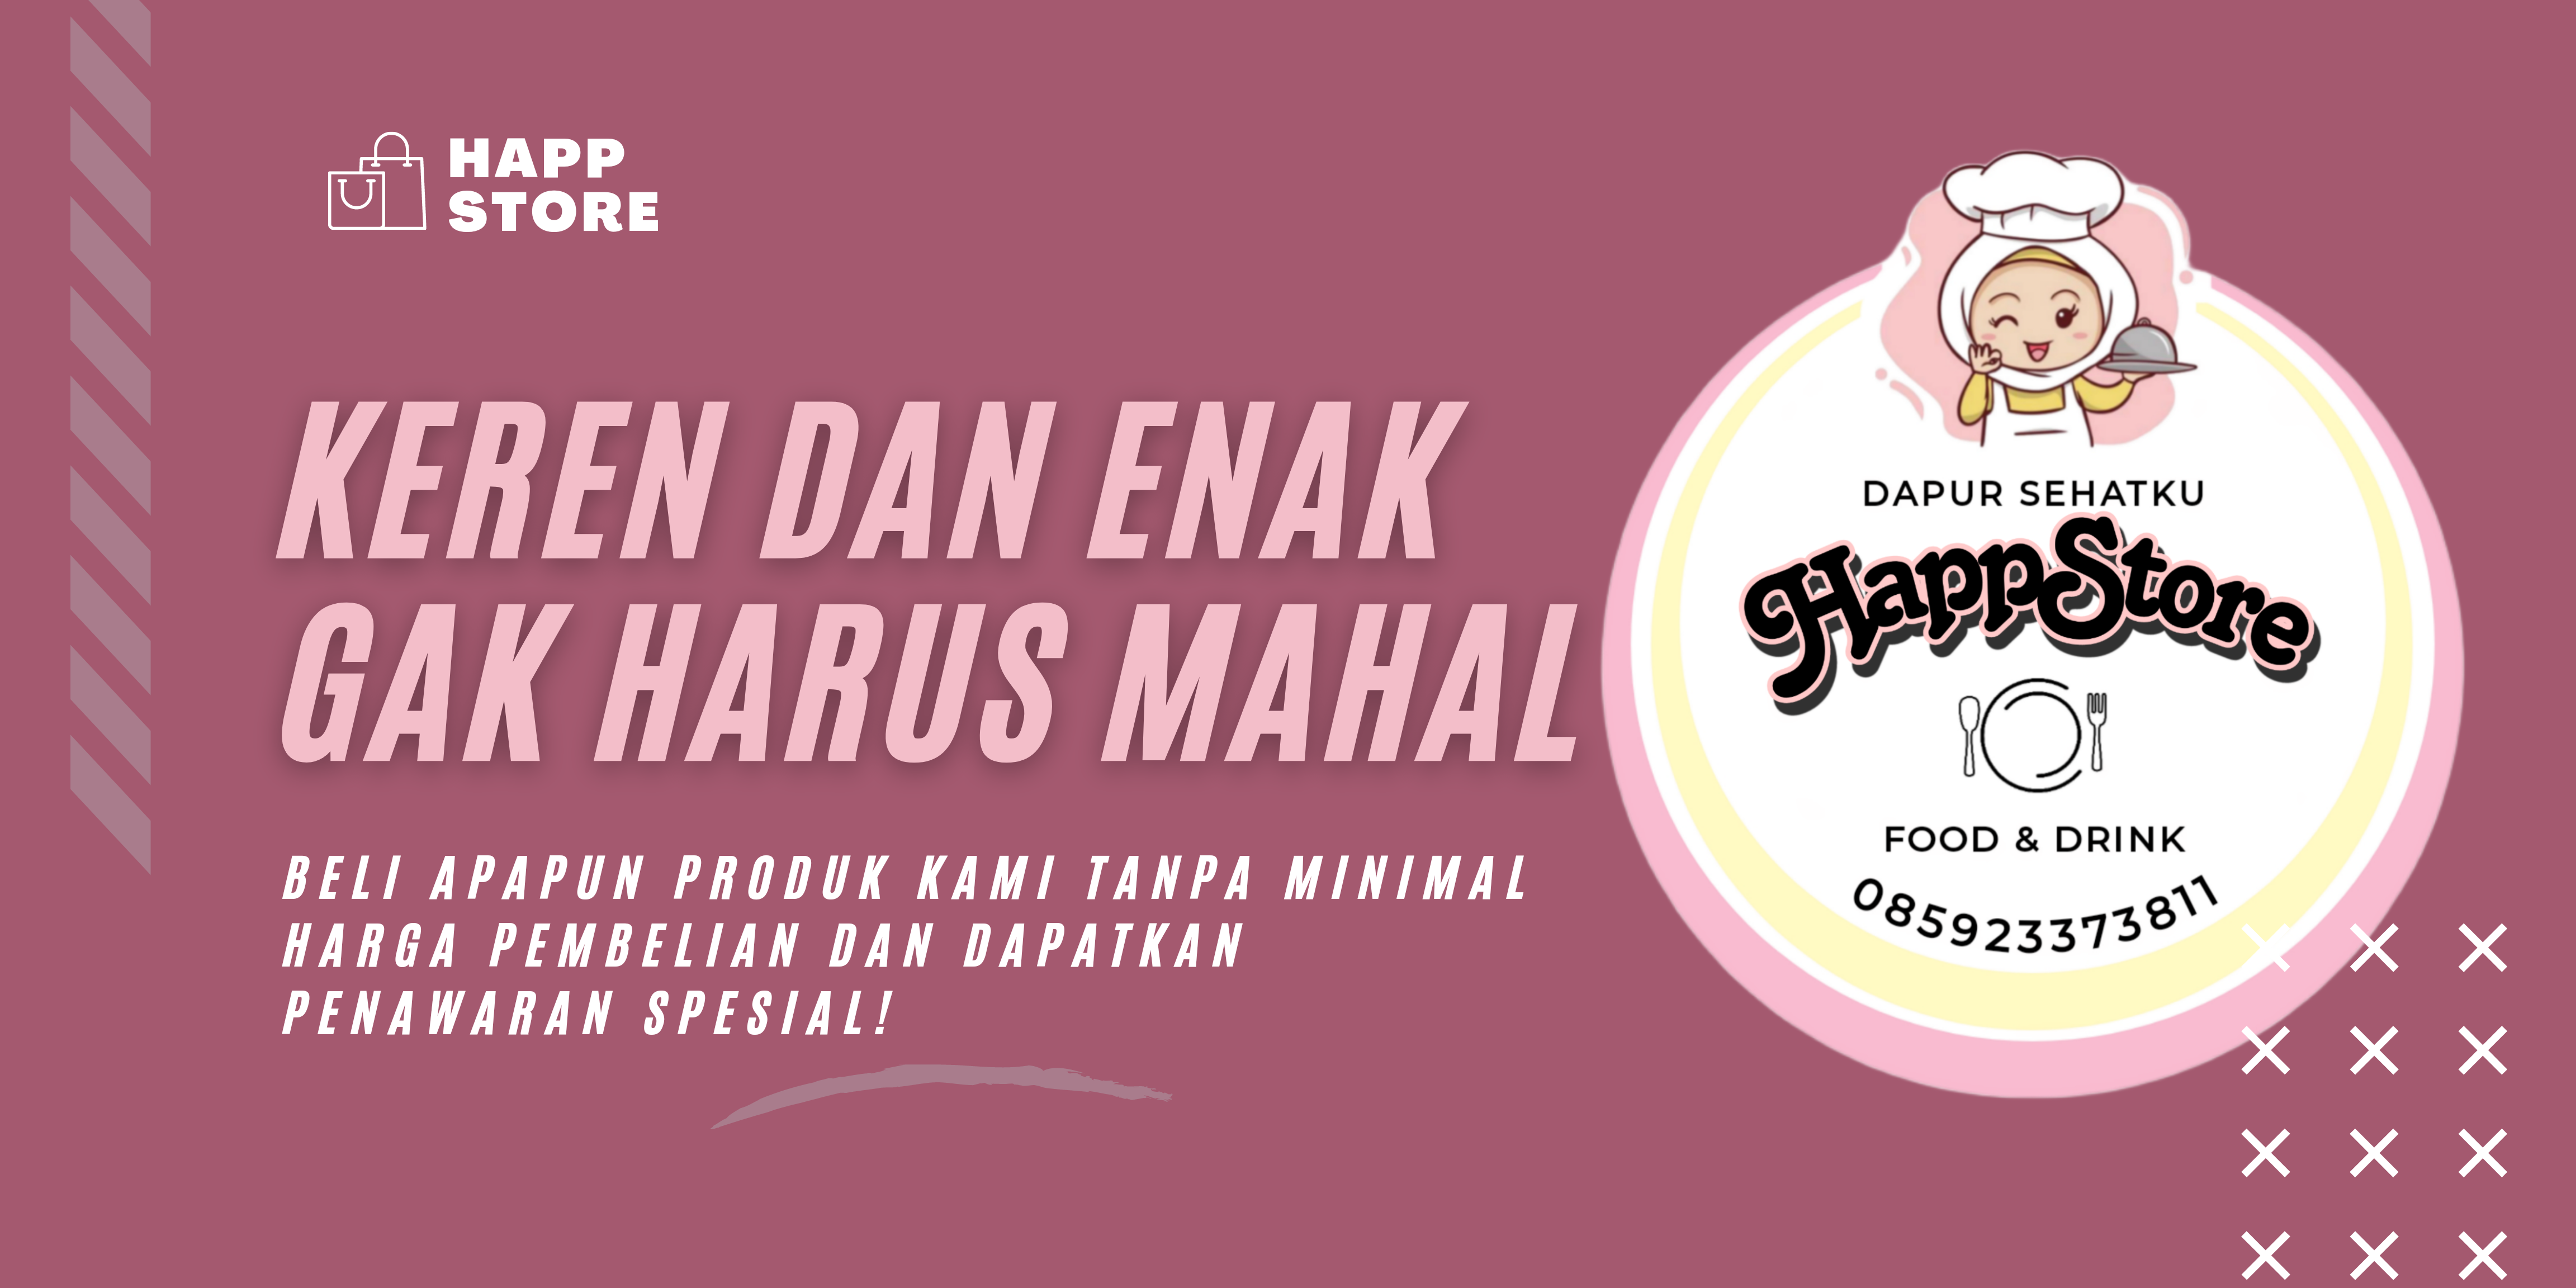 HAPP
STORE
KEREN DAN ENAK
GAK HARUS MAHAL
BELI APAPUN PRODUK KAMI TANPA MINIMAL
HARGA PEMBELIAN DAN DAPATKAN
PENAWARAN SPESIAL!
DAPUR SEHATKU
HappStore
FOOD & DRINK
085923373811